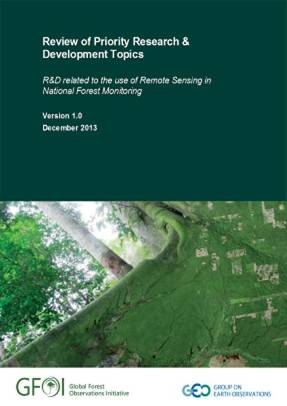 Review of Priority Research &
Development Topics
R&D related to the use of Remote Sensing in
National Forest Monitoring
Version 1.0
December 2013
GFOI
Global Forest
Observations Initiative
GEO
GROUP ON
EARTH OBSERVATIONS